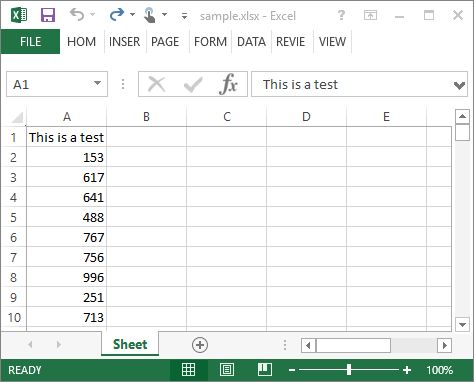 sample.xlsx - Excel
FILE HOM INSER PAGE FORM DATA REVIE VIEW
A1 fx This is a test
A B C D E
1 This is a test
2 153
3 617
4 641
5 488
6 767
7 756
8 996
9 251
10 713
Sheet
READY 100%